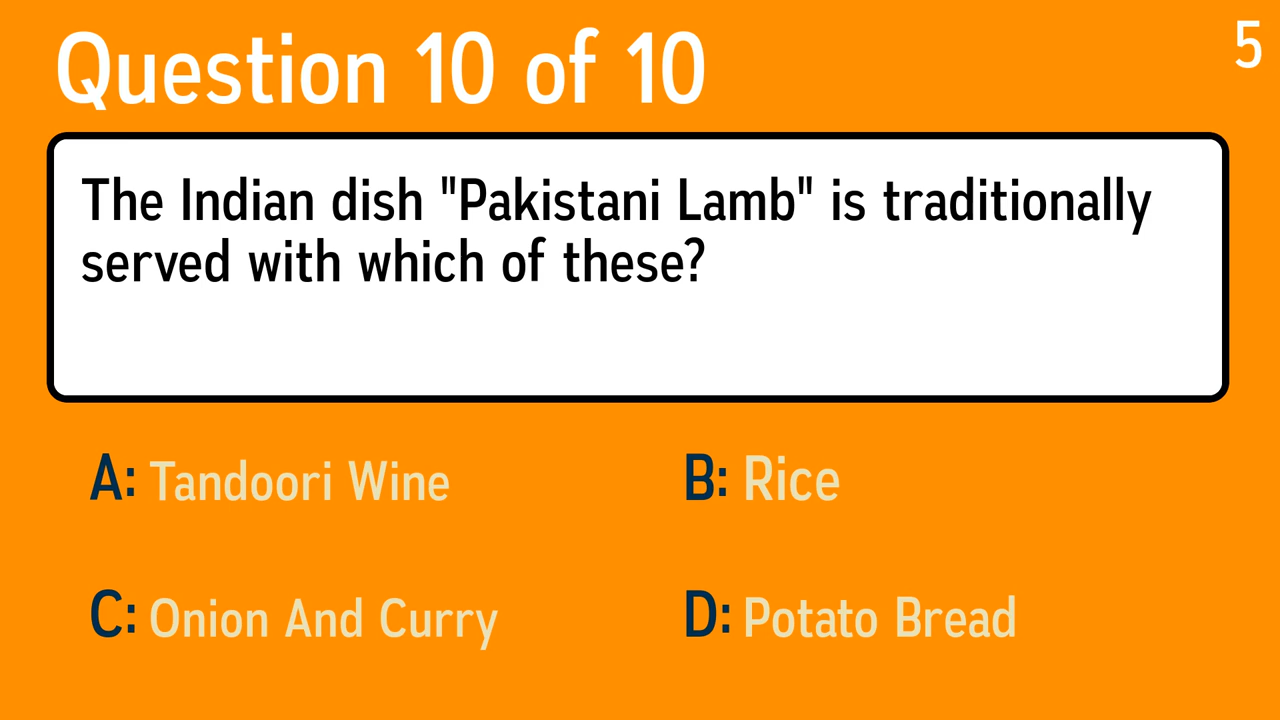 Question 10 of 10
5
The Indian dish "Pakistani Lamb" is traditionally
served with which of these?
A: Tandoori Wine
B: Rice
C: Onion And Curry
D: Potato Bread